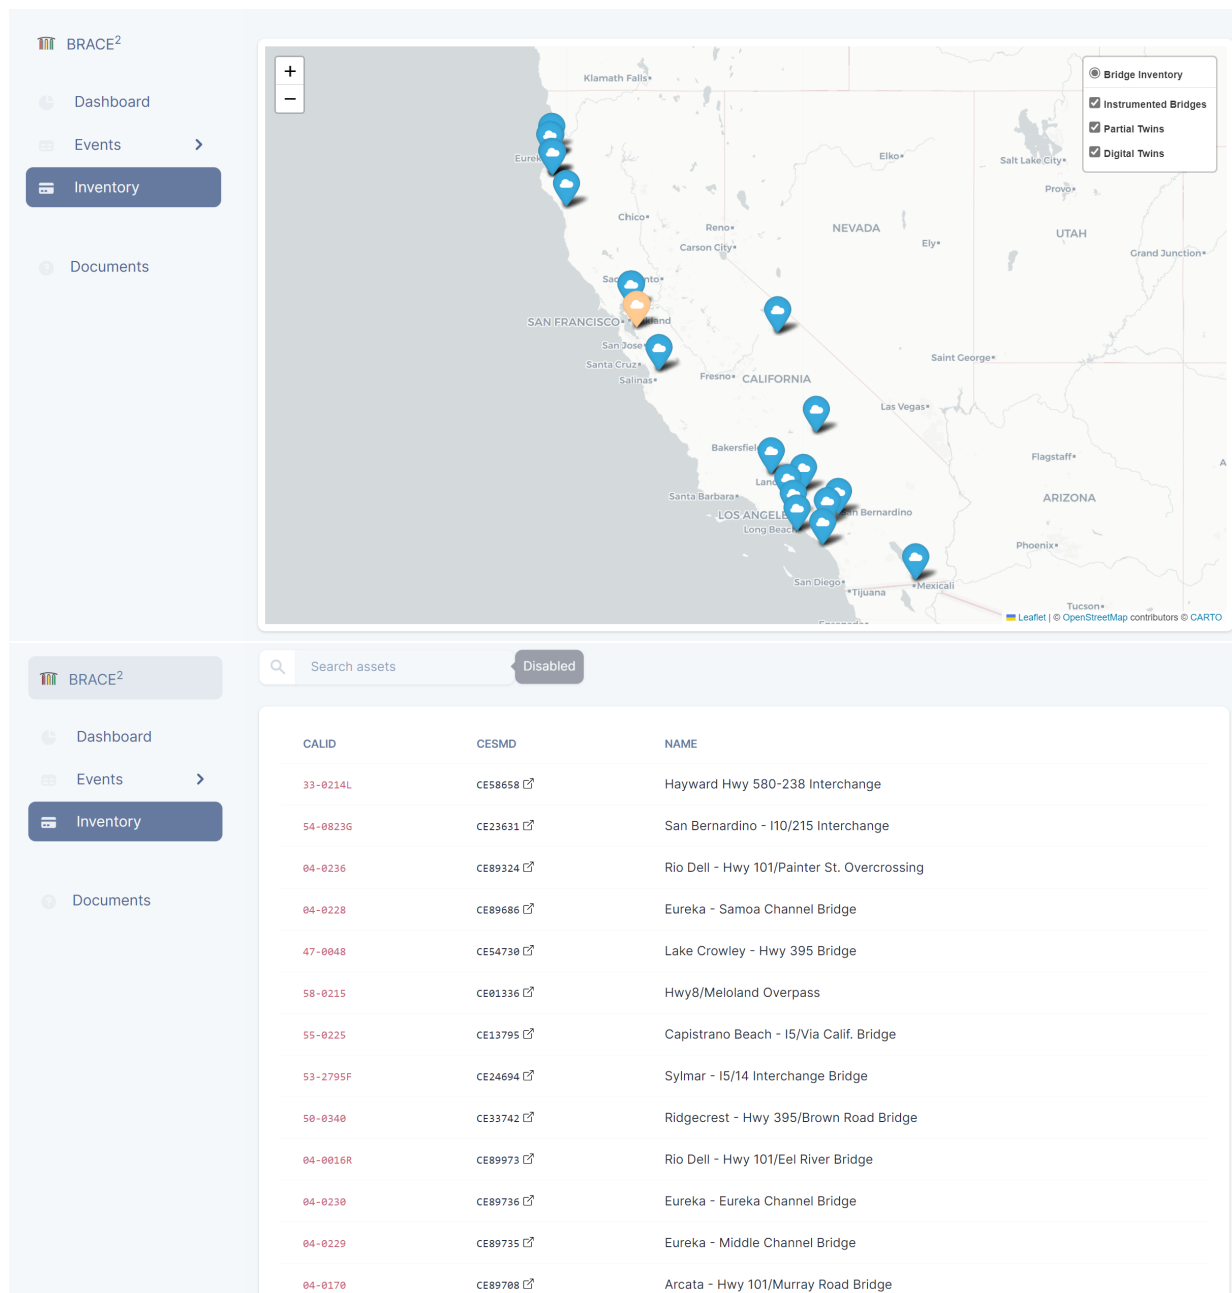 BRACE2
Dashboard
Events
Inventory
Documents
+
−
Bridge Inventory
Instrumented Bridges
Partial Twins
Digital Twins
Klamath Falls
Eurek
Elko
Salt Lake City
Provo
Chico
Reno
Carson City
NEVADA
UTAH
Ely
Grand Junction
Sac nto
SAN FRANCISCO
land
San Jose
Santa Cruz
Salinas
Fresno
CALIFORNIA
Saint George
Las Vegas
Bakersfiel
Flagstaff
Lanc
Santa Barbara
ARIZONA
LOS ANGELE
n Bernardino
Long Beac
Phoenix
San Diego
Tijuana
Mexicali
Tucson
Leaflet | © OpenStreetMap contributors © CARTO
BRACE2
Dashboard
Events
Inventory
Documents
Search assets
Disabled
CALID CESMD NAME
33-0214L CE58658 Hayward Hwy 580-238 Interchange
54-0823G CE23631 San Bernardino - I10/215 Interchange
04-0236 CE89324 Rio Dell - Hwy 101/Painter St. Overcrossing
04-0228 CE89686 Eureka - Samoa Channel Bridge
47-0048 CE54730 Lake Crowley - Hwy 395 Bridge
58-0215 CE01336 Hwy8/Meloland Overpass
55-0225 CE13795 Capistrano Beach - I5/Via Calif. Bridge
53-2795F CE24694 Sylmar - I5/14 Interchange Bridge
50-0340 CE33742 Ridgecrest - Hwy 395/Brown Road Bridge
04-0016R CE89973 Rio Dell - Hwy 101/Eel River Bridge
04-0230 CE89736 Eureka - Eureka Channel Bridge
04-0229 CE89735 Eureka - Middle Channel Bridge
04-0170 CE89708 Arcata - Hwy 101/Murray Road Bridge